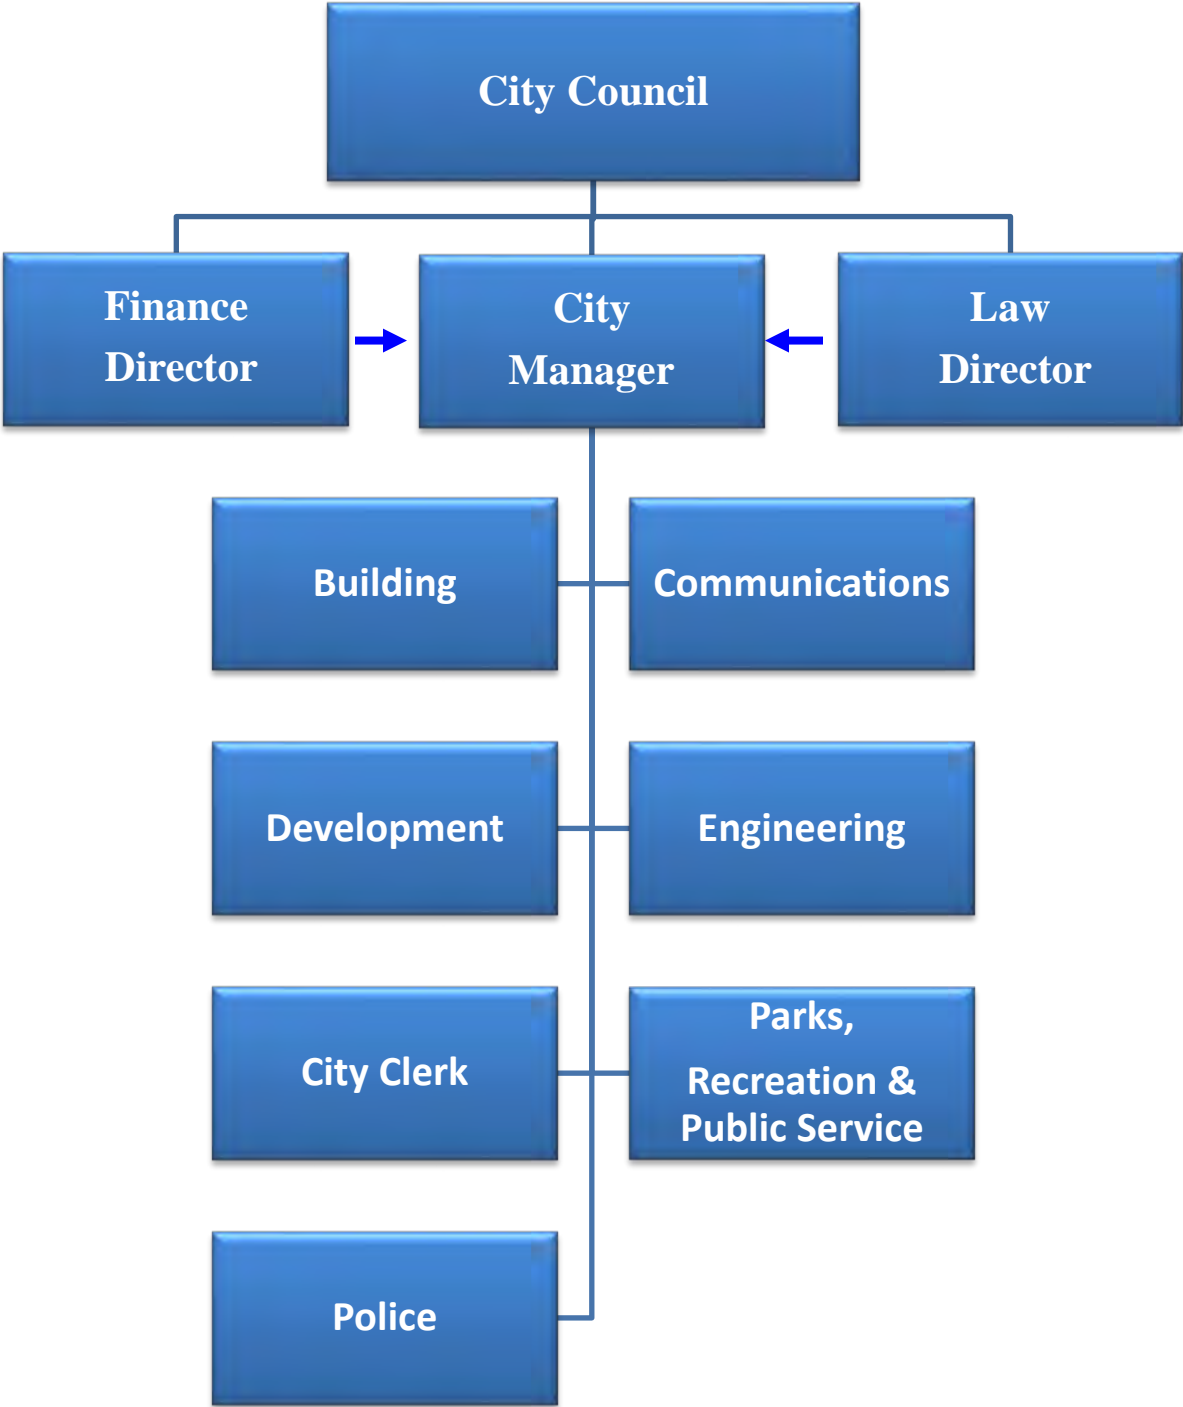 City Council
Finance
Director
City
Manager
Law
Director
Building
Communications
Development
Engineering
City Clerk
Parks,
Recreation &
Public Service
Police